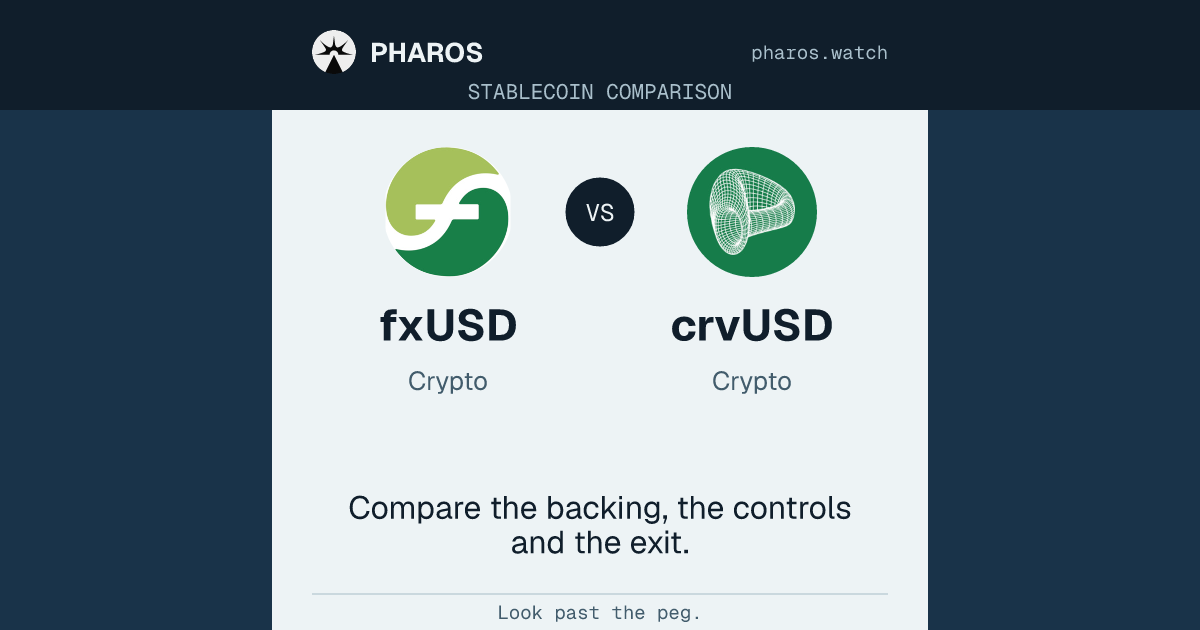 PHAROS
pharos.watch
STABLECOIN COMPARISON
VS
fxUSD
crvUSD
Crypto
Crypto
Compare the backing, the controls
and the exit.
Look past the peg.